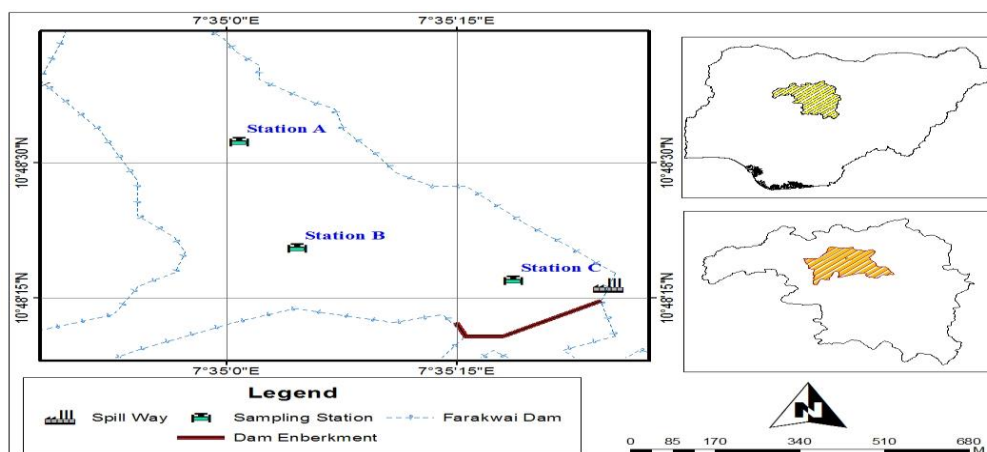 7°35'0"E 7°35'15"E
Station A
10°48'30"N 10°48'30"N
Station B
Station C
10°48'15"N 10°48'15"N
7°35'0"E 7°35'15"E
Legend
Spill Way Sampling Station Farakwai Dam
Dam Enberkment
N
0 85 170 340 510 680
M